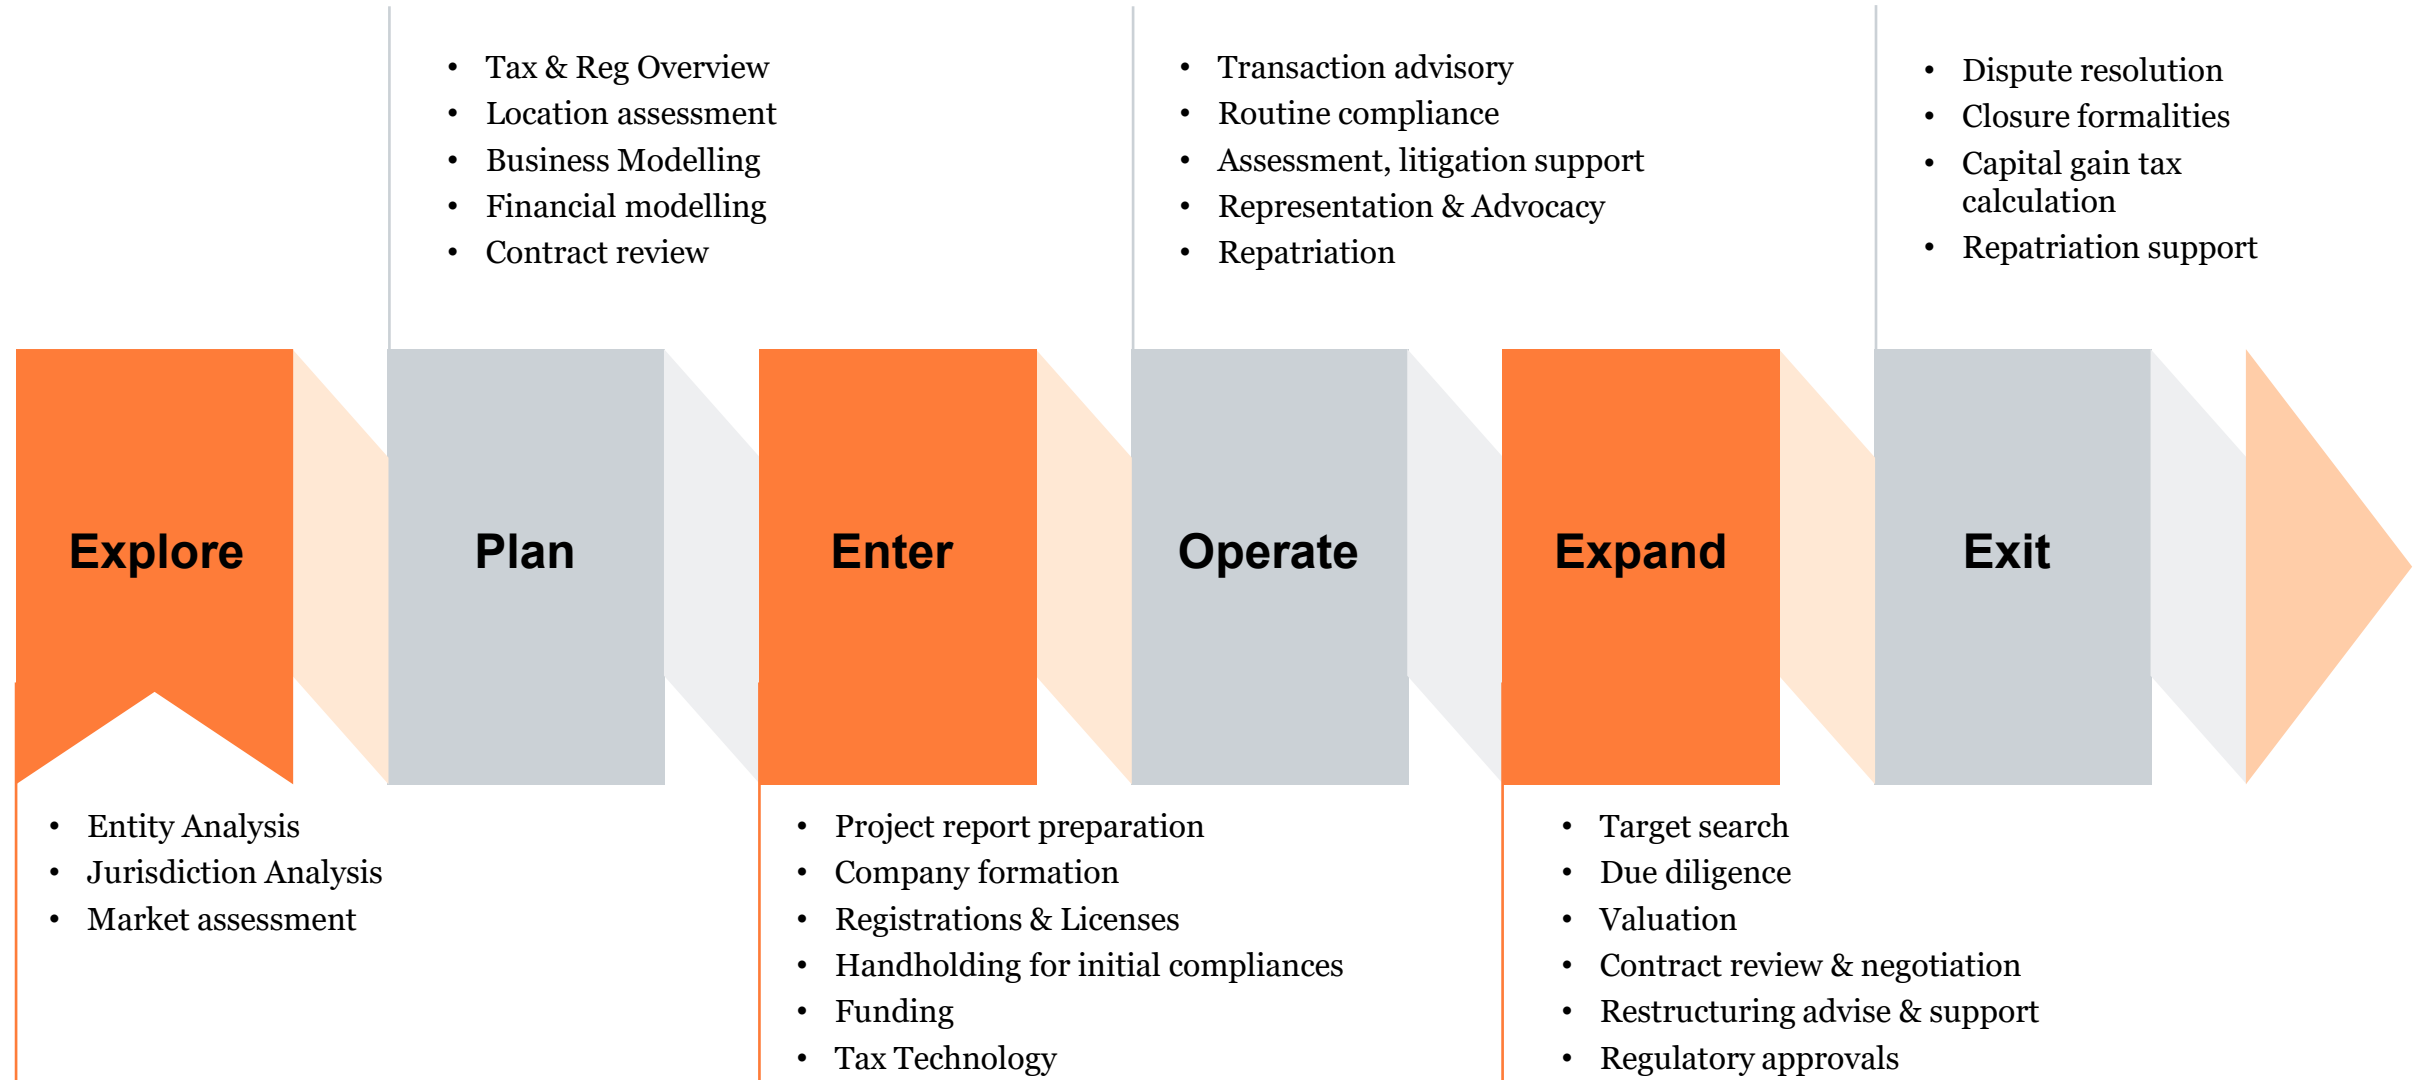 • Tax & Reg Overview
• Location assessment
• Business Modelling
• Financial modelling
• Contract review
• Transaction advisory
• Routine compliance
• Assessment, litigation support
• Representation & Advocacy
• Repatriation
• Dispute resolution
• Closure formalities
• Capital gain tax
calculation
• Repatriation support
Explore
Plan
Enter
Operate
Expand
Exit
• Entity Analysis
• Jurisdiction Analysis
• Market assessment
• Project report preparation
• Company formation
• Registrations & Licenses
• Handholding for initial compliances
• Funding
• Tax Technology
• Target search
• Due diligence
• Valuation
• Contract review & negotiation
• Restructuring advise & support
• Regulatory approvals